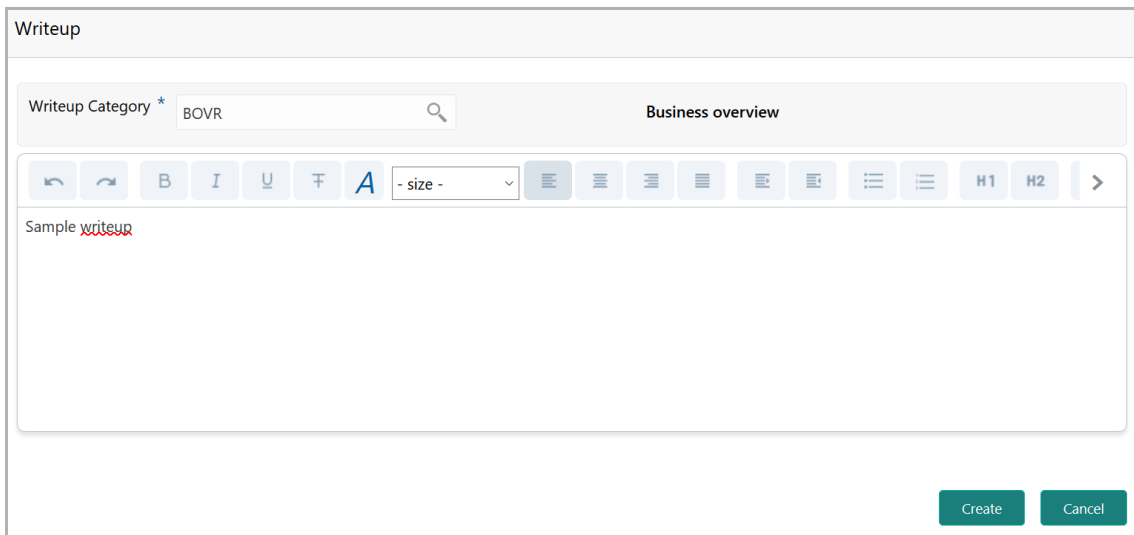 Writeup
Writeup Category * BOVR Business overview
B I U T A - size - H1 H2
Sample writeup
Create Cancel